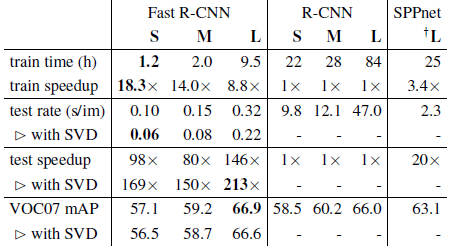 Fast R-CNN R-CNN SPPnet
S M L S M L †L
train time (h) 1.2 2.0 9.5 22 28 84 25
train speedup 18.3× 14.0× 8.8× 1× 1× 1× 3.4×
test rate (s/im) 0.10 0.15 0.32 9.8 12.1 47.0 2.3
▷ with SVD 0.06 0.08 0.22 - - - -
test speedup 98× 80× 146× 1× 1× 1× 20×
▷ with SVD 169× 150× 213× - - - -
VOC07 mAP 57.1 59.2 66.9 58.5 60.2 66.0 63.1
▷ with SVD 56.5 58.7 66.6 - - - -